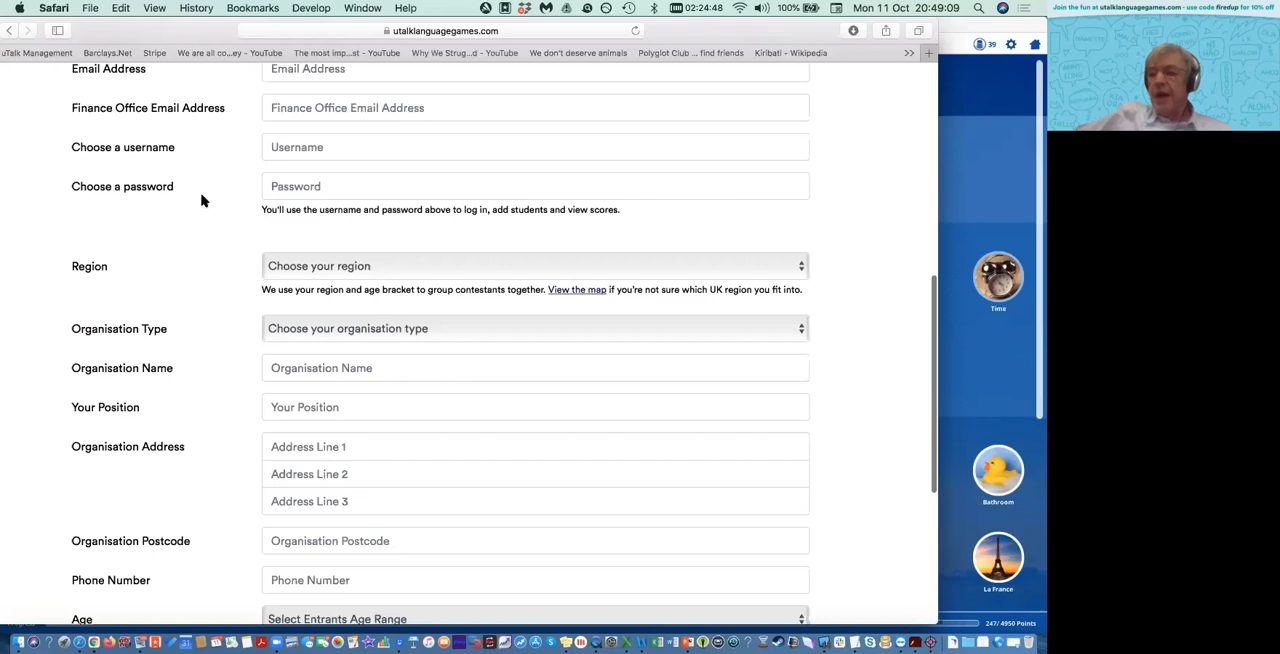 Safari File Edit View History Bookmarks Develop Window Help 02:24:48 100% Mon 11 Oct 20:49:09
Join the fun at utalklanguagegames.com - use code firedup for 10% off
utalklanguagegames.com
uTalk Management Barclays.Net Stripe We are all co...ey - YouTube The most imp...st - YouTube Why We Strug...d - YouTube We don't deserve animals Polyglot Club ... find friends Kiribati - Wikipedia
39
Email Address Email Address
Finance Office Email Address Finance Office Email Address
Choose a username Username
Choose a password Password
You'll use the username and password above to log in, add students and view scores.
Region Choose your region
We use your region and age bracket to group contestants together. View the map if you're not sure which UK region you fit into.
Time
Organisation Type Choose your organisation type
Organisation Name Organisation Name
Your Position Your Position
Organisation Address Address Line 1
Address Line 2
Address Line 3
Bathroom
Organisation Postcode Organisation Postcode
Phone Number Phone Number
La France
Age Select Entrants Age Range
247/ 4950 Points